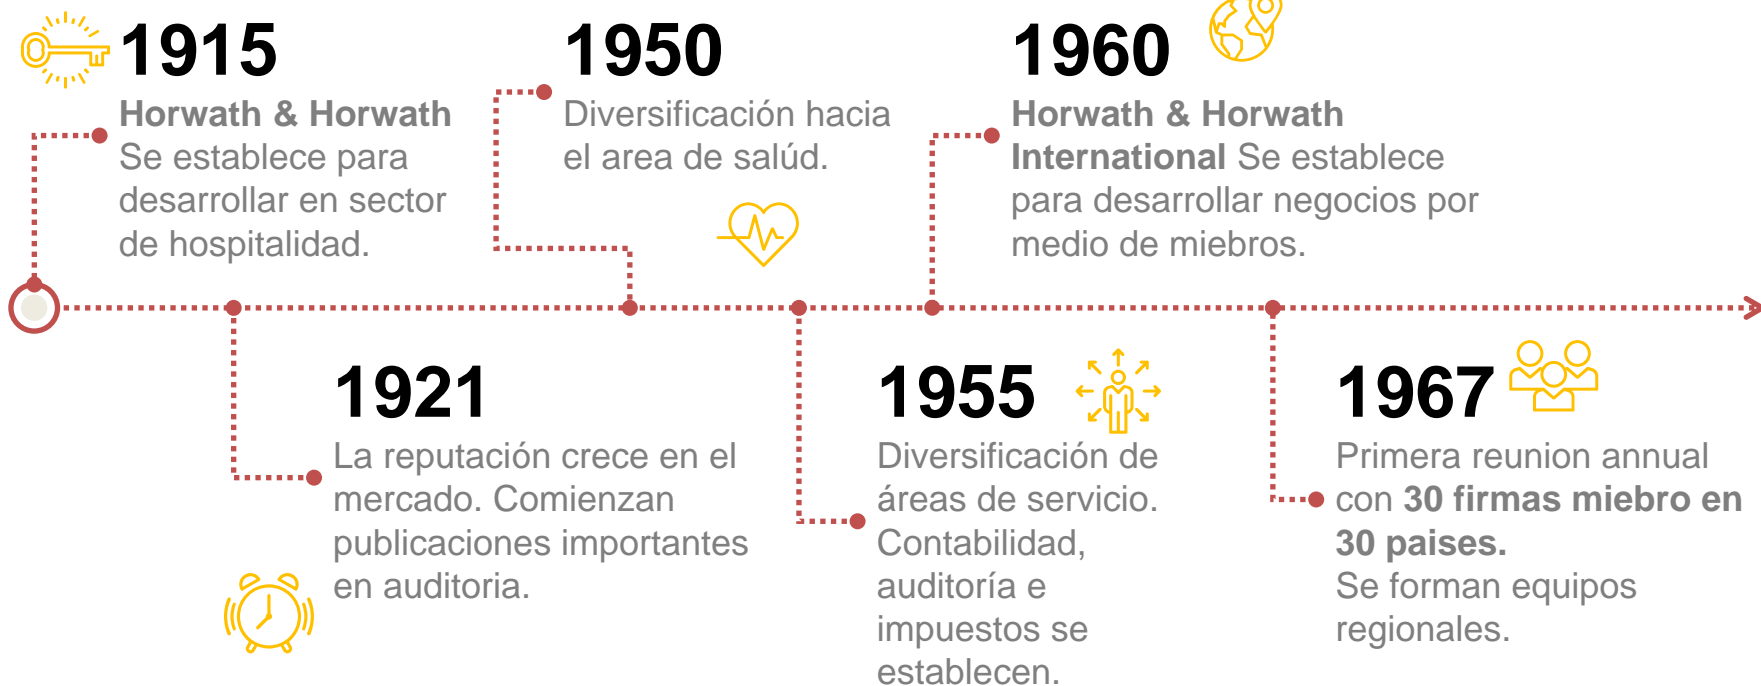 1915
Horwath & Horwath
Se establece para
desarrollar en sector
de hospitalidad.
1950
Diversificación hacia
el area de salúd.
1960
Horwath & Horwath
International Se establece
para desarrollar negocios por
medio de miebros.
1921
La reputación crece en el
mercado. Comienzan
publicaciones importantes
en auditoria.
1955
Diversificación de
áreas de servicio.
Contabilidad,
auditoría e
impuestos se
establecen.
1967
Primera reunion annual
con 30 firmas miebro en
30 paises.
Se forman equipos
regionales.